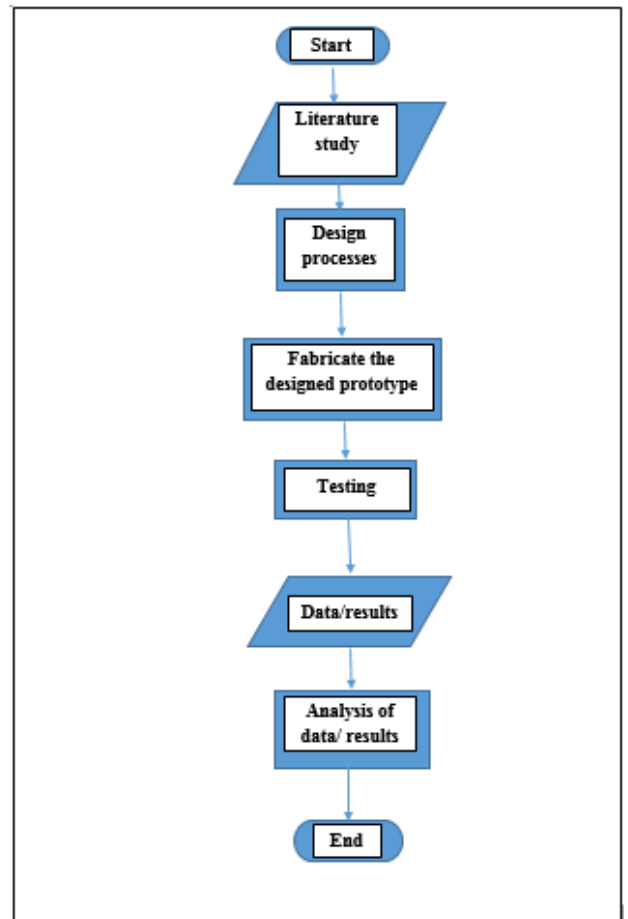 Start
Literature
study
Design
processes
Fabricate the
designed prototype
Testing
Data/results
Analysis of
data/ results
End